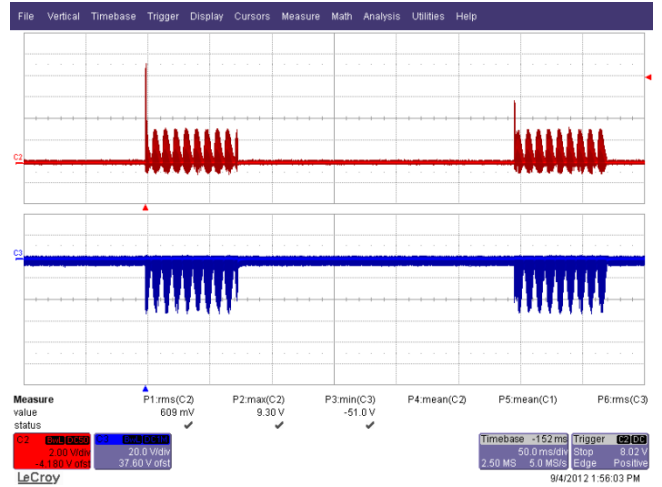 File Vertical Timebase Trigger Display Cursors Measure Math Analysis Utilities Help
C2
C3
Measure P1:rms(C2) P2:max(C2) P3:min(C3) P4:mean(C2) P5:mean(C1) P6:rms(C3)
value 609 mV 9.30 V -51.0 V
status
C2 BwL DC50
2.00 V/div
-4.180 V ofst
20.0 V/div
37.60 V ofst
Timebase -152 ms
50.0 ms/div
2.50 MS 5.0 MS/s
Trigger C2 DC
Stop 8.02 V
Edge Positive
LeCroy
9/4/2012 1:56:03 PM